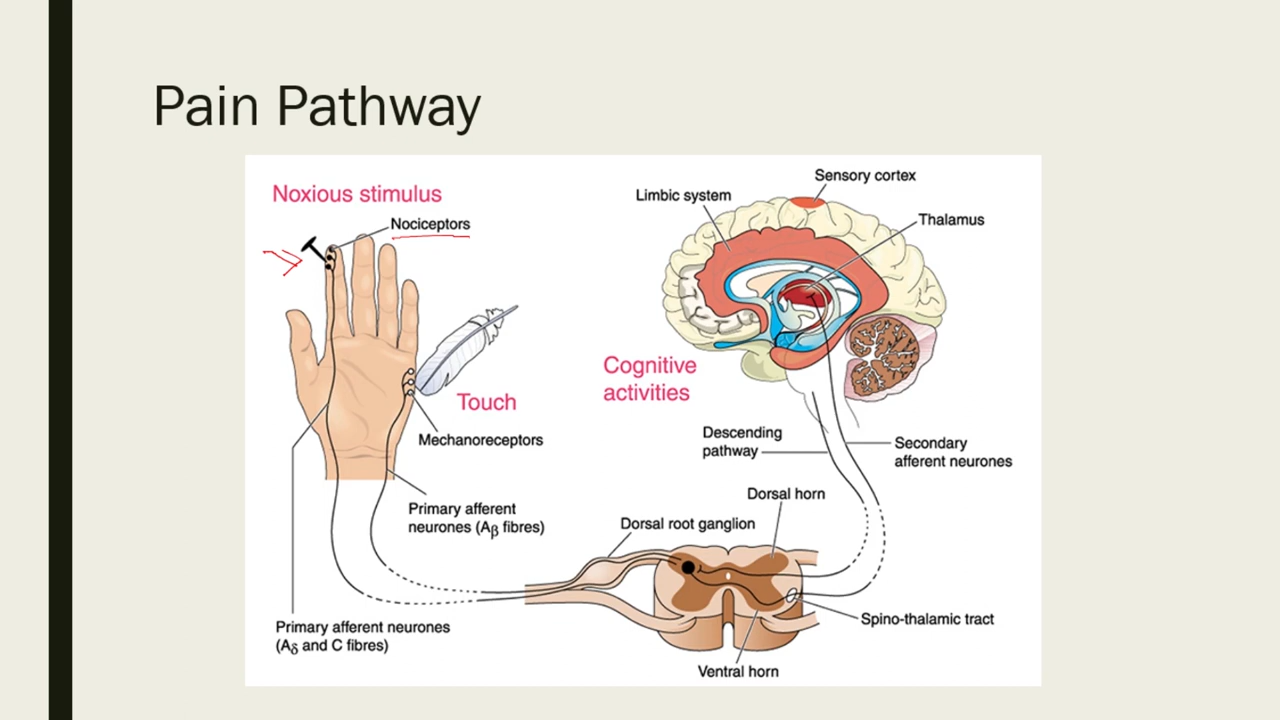 Pain Pathway
Noxious stimulus
Nociceptors
Touch
Mechanoreceptors
Primary afferent
neurones (Aβ fibres)
Primary afferent neurones
(Aδ and C fibres)
Limbic system
Sensory cortex
Thalamus
Cognitive
activities
Descending
pathway
Secondary
afferent neurones
Dorsal horn
Dorsal root ganglion
Spino-thalamic tract
Ventral horn